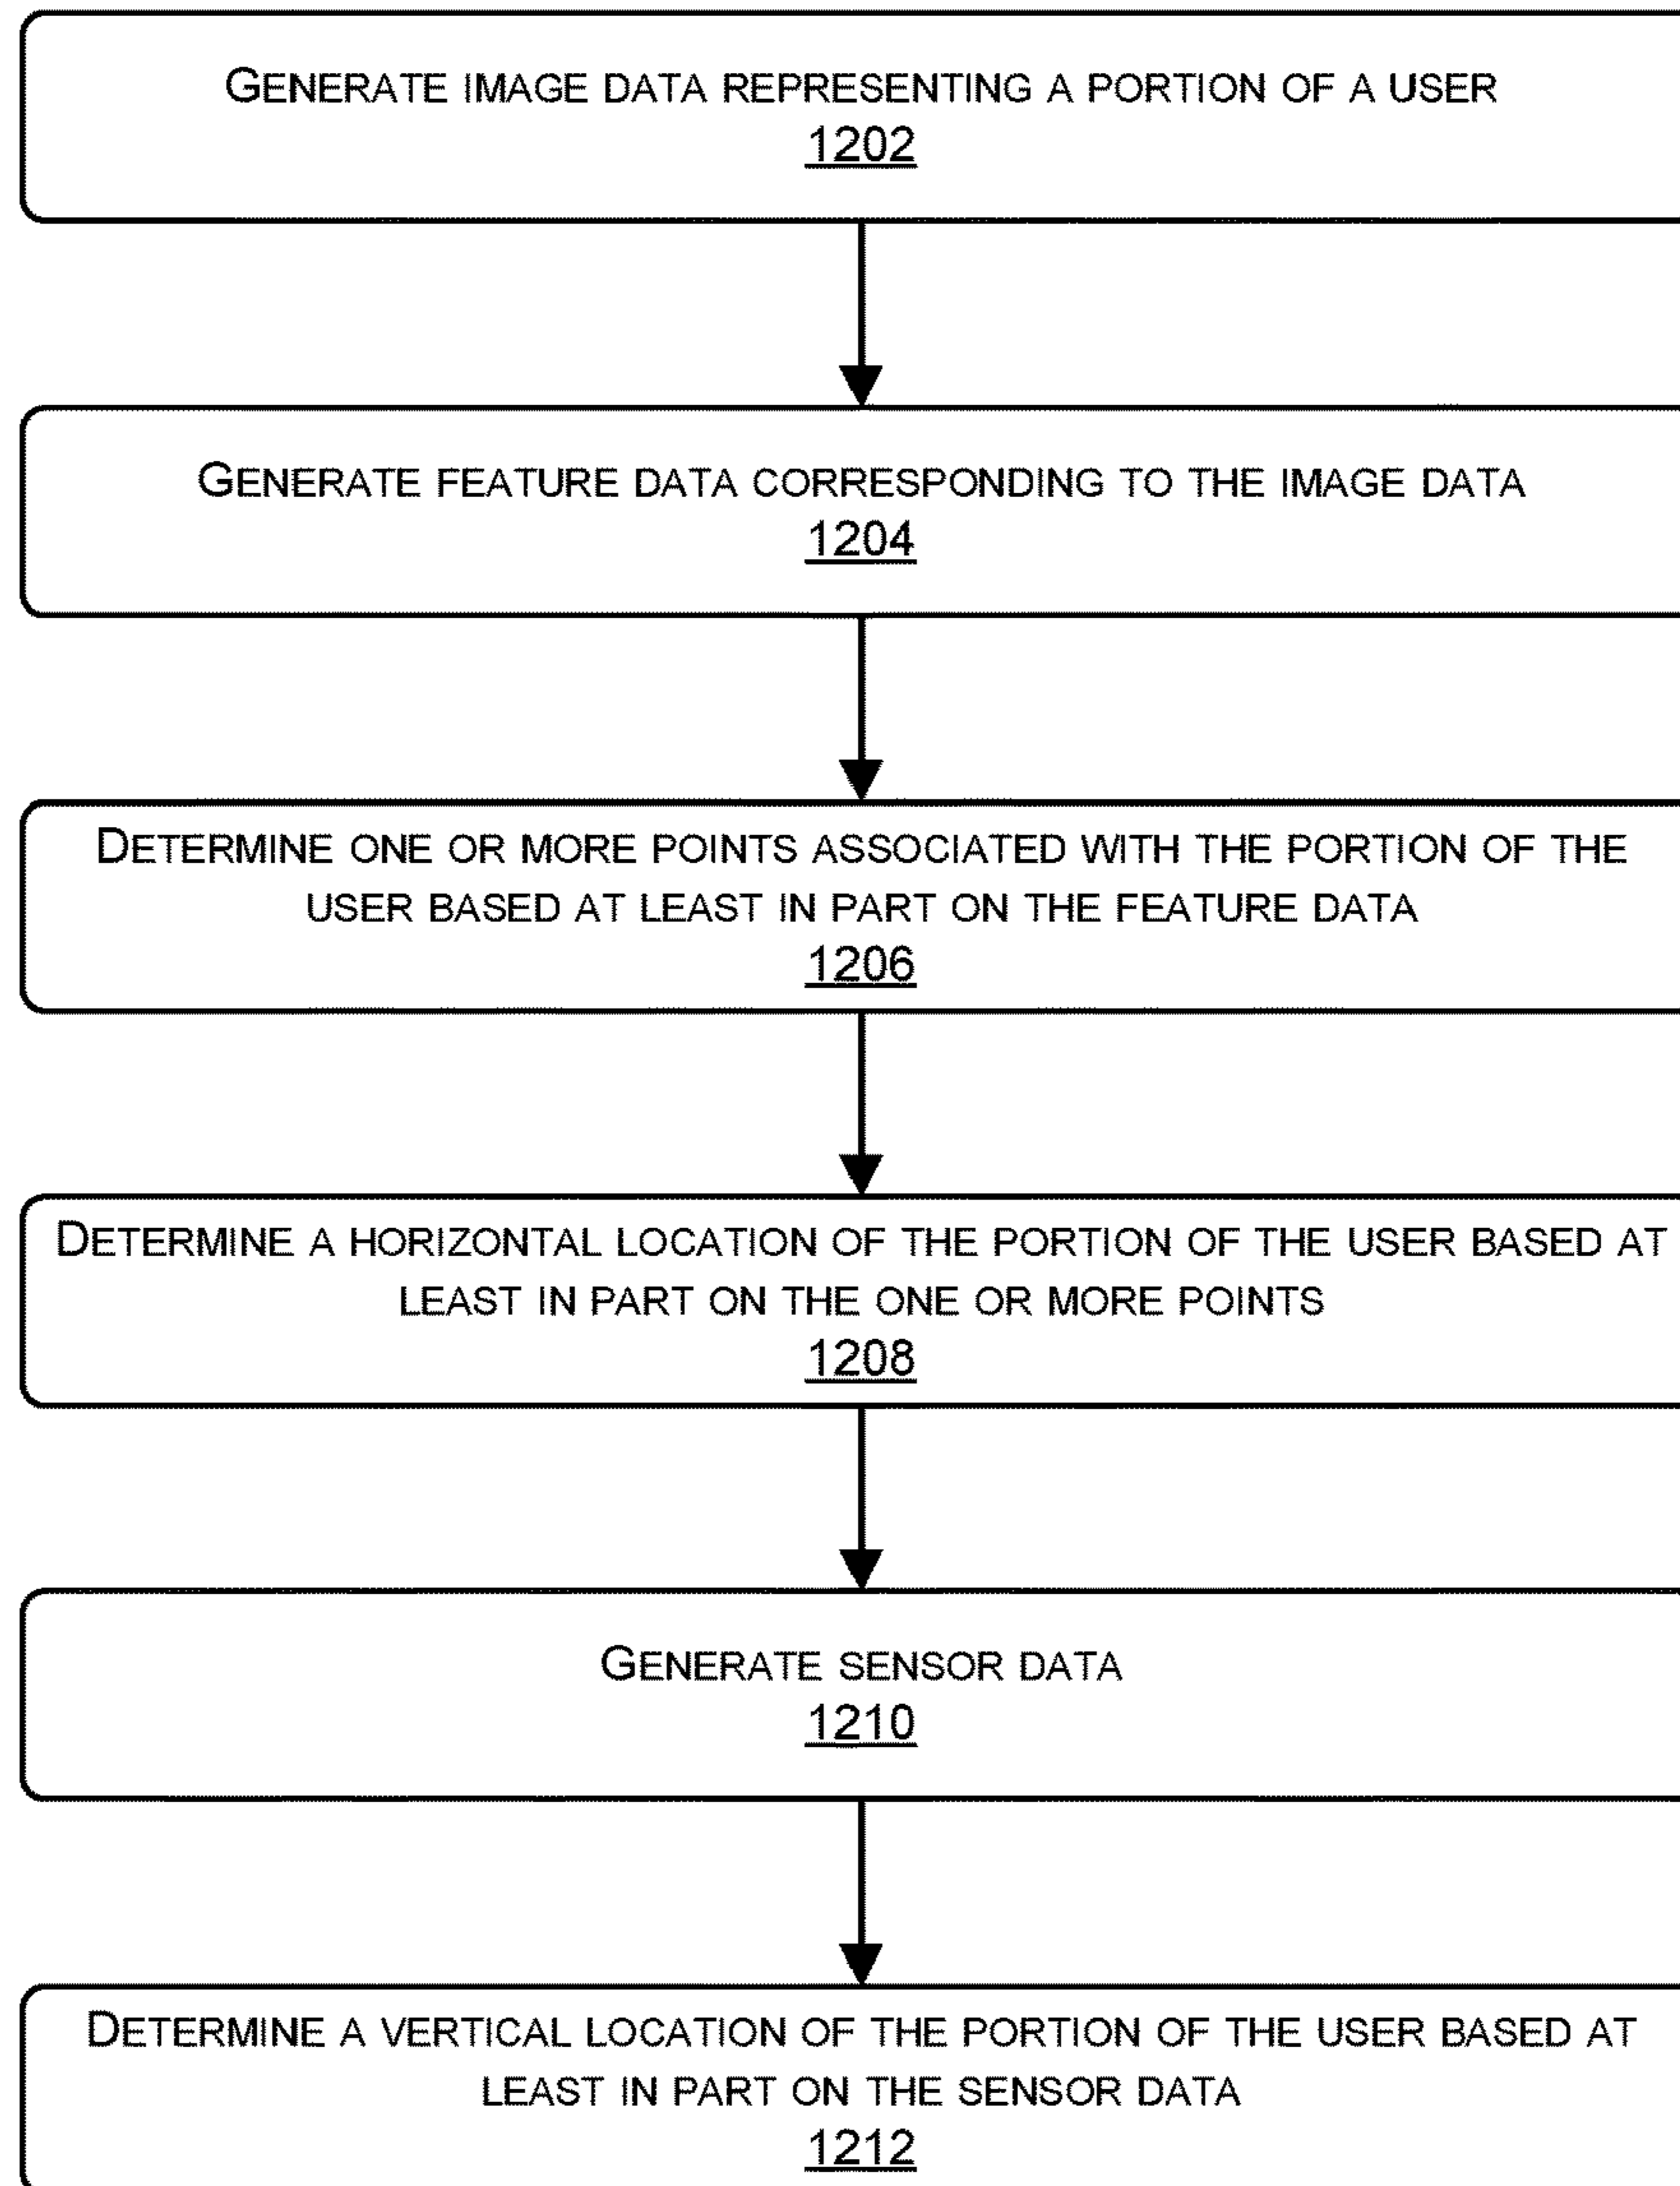 GENERATE IMAGE DATA REPRESENTING A PORTION OF A USER
1202
GENERATE FEATURE DATA CORRESPONDING TO THE IMAGE DATA
1204
DETERMINE ONE OR MORE POINTS ASSOCIATED WITH THE PORTION OF THE
USER BASED AT LEAST IN PART ON THE FEATURE DATA
1206
DETERMINE A HORIZONTAL LOCATION OF THE PORTION OF THE USER BASED AT
LEAST IN PART ON THE ONE OR MORE POINTS
1208
GENERATE SENSOR DATA
1210
DETERMINE A VERTICAL LOCATION OF THE PORTION OF THE USER BASED AT
LEAST IN PART ON THE SENSOR DATA
1212